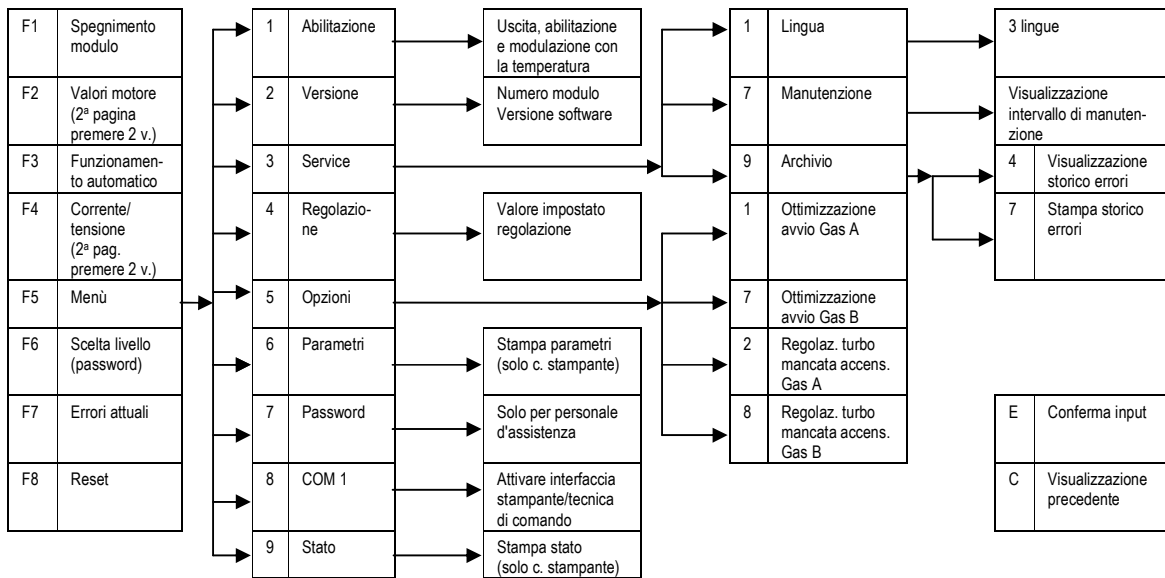 F1 Spegnimento
modulo
F2 Valori motore
(2ª pagina
premere 2 v.)
F3 Funzionamen-
to automatico
F4 Corrente/
tensione
(2ª pag.
premere 2 v.)
F5 Menù
F6 Scelta livello
(password)
F7 Errori attuali
F8 Reset
1 Abilitazione
2 Versione
3 Service
4 Regolazio-
ne
5 Opzioni
6 Parametri
7 Password
8 COM 1
9 Stato
Uscita, abilitazione
e modulazione con
la temperatura
Numero modulo
Versione software
Valore impostato
regolazione
Stampa parametri
(solo c. stampante)
Solo per personale
d'assistenza
Attivare interfaccia
stampante/tecnica
di comando
Stampa stato
(solo c. stampante)
1 Lingua
7 Manutenzione
9 Archivio
1 Ottimizzazione
avvio Gas A
7 Ottimizzazione
avvio Gas B
2 Regolaz. turbo
mancata accens.
Gas A
8 Regolaz. turbo
mancata accens.
Gas B
3 lingue
Visualizzazione
intervallo di manuten-
zione
4 Visualizzazione
storico errori
7 Stampa storico
errori
E Conferma input
C Visualizzazione
precedente